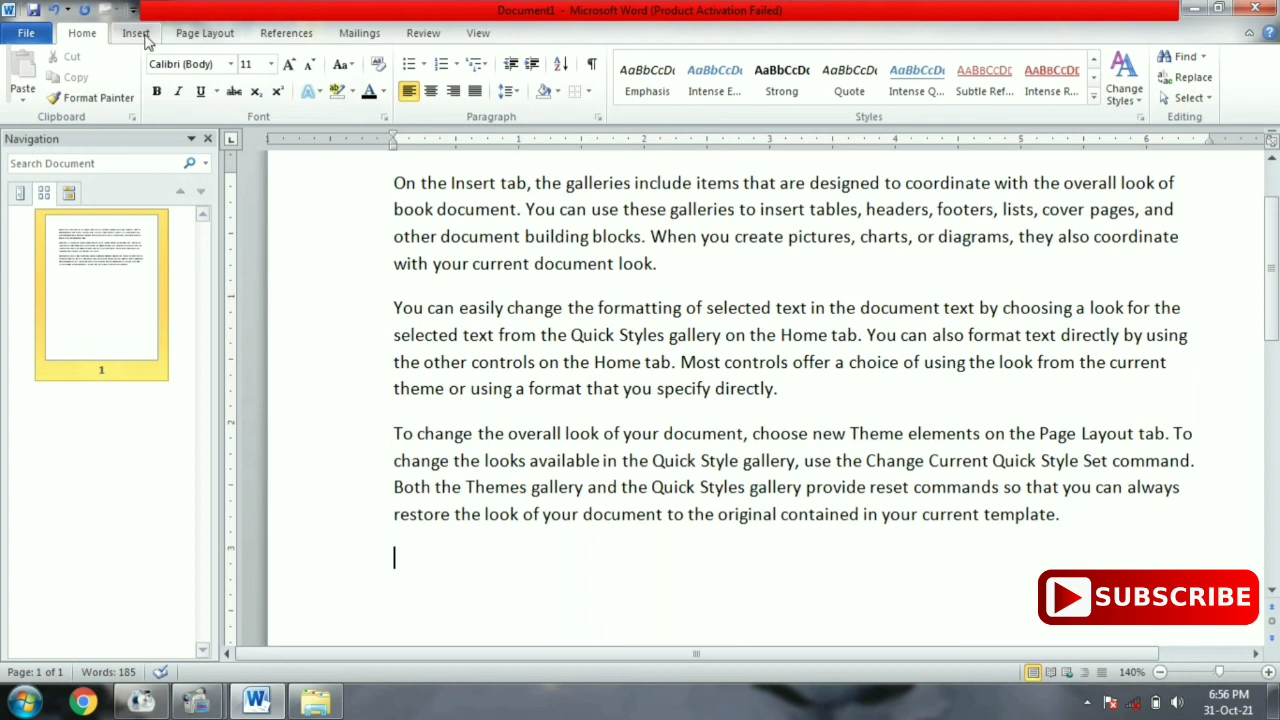 Document1 - Microsoft Word (Product Activation Failed)
File Home Insert Page Layout References Mailings Review View
Cut
Copy
Paste
Format Painter
Clipboard
Calibri (Body) 11
Font
Paragraph
AaBbCcDc AaBbCcDc AaBbCcDc AaBbCcDc AaBbCcDc AABBCCDC AABBCCDC
Emphasis Intense E... Strong Quote Intense Q... Subtle Ref... Intense R...
Styles
Change
Styles
Find
Replace
Select
Editing
Navigation
Search Document
1
On the Insert tab, the galleries include items that are designed to coordinate with the overall look of
book document. You can use these galleries to insert tables, headers, footers, lists, cover pages, and
other document building blocks. When you create pictures, charts, or diagrams, they also coordinate
with your current document look.
You can easily change the formatting of selected text in the document text by choosing a look for the
selected text from the Quick Styles gallery on the Home tab. You can also format text directly by using
the other controls on the Home tab. Most controls offer a choice of using the look from the current
theme or using a format that you specify directly.
To change the overall look of your document, choose new Theme elements on the Page Layout tab. To
change the looks available in the Quick Style gallery, use the Change Current Quick Style Set command.
Both the Themes gallery and the Quick Styles gallery provide reset commands so that you can always
restore the look of your document to the original contained in your current template.
SUBSCRIBE
Page: 1 of 1 Words: 185
140%
6:56 PM
31-Oct-21